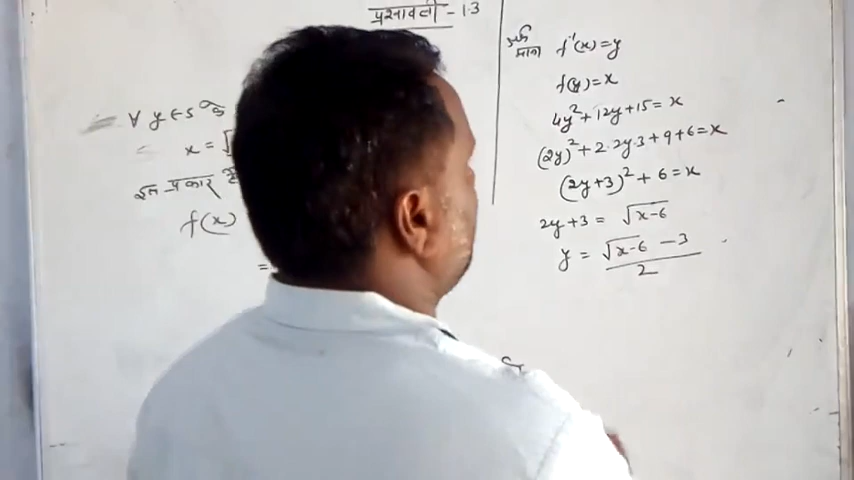 प्रश्नावली - 1.3
∀ y ∈ S के
x = √
इस प्रकार
f(x)
=
f⁻¹(x) = y
f(y) = x
4y² + 12y + 15 = x
(2y)² + 2·2y·3 + 9 + 6 = x
(2y + 3)² + 6 = x
2y + 3 = √x-6
y = √x-6 - 3 / 2